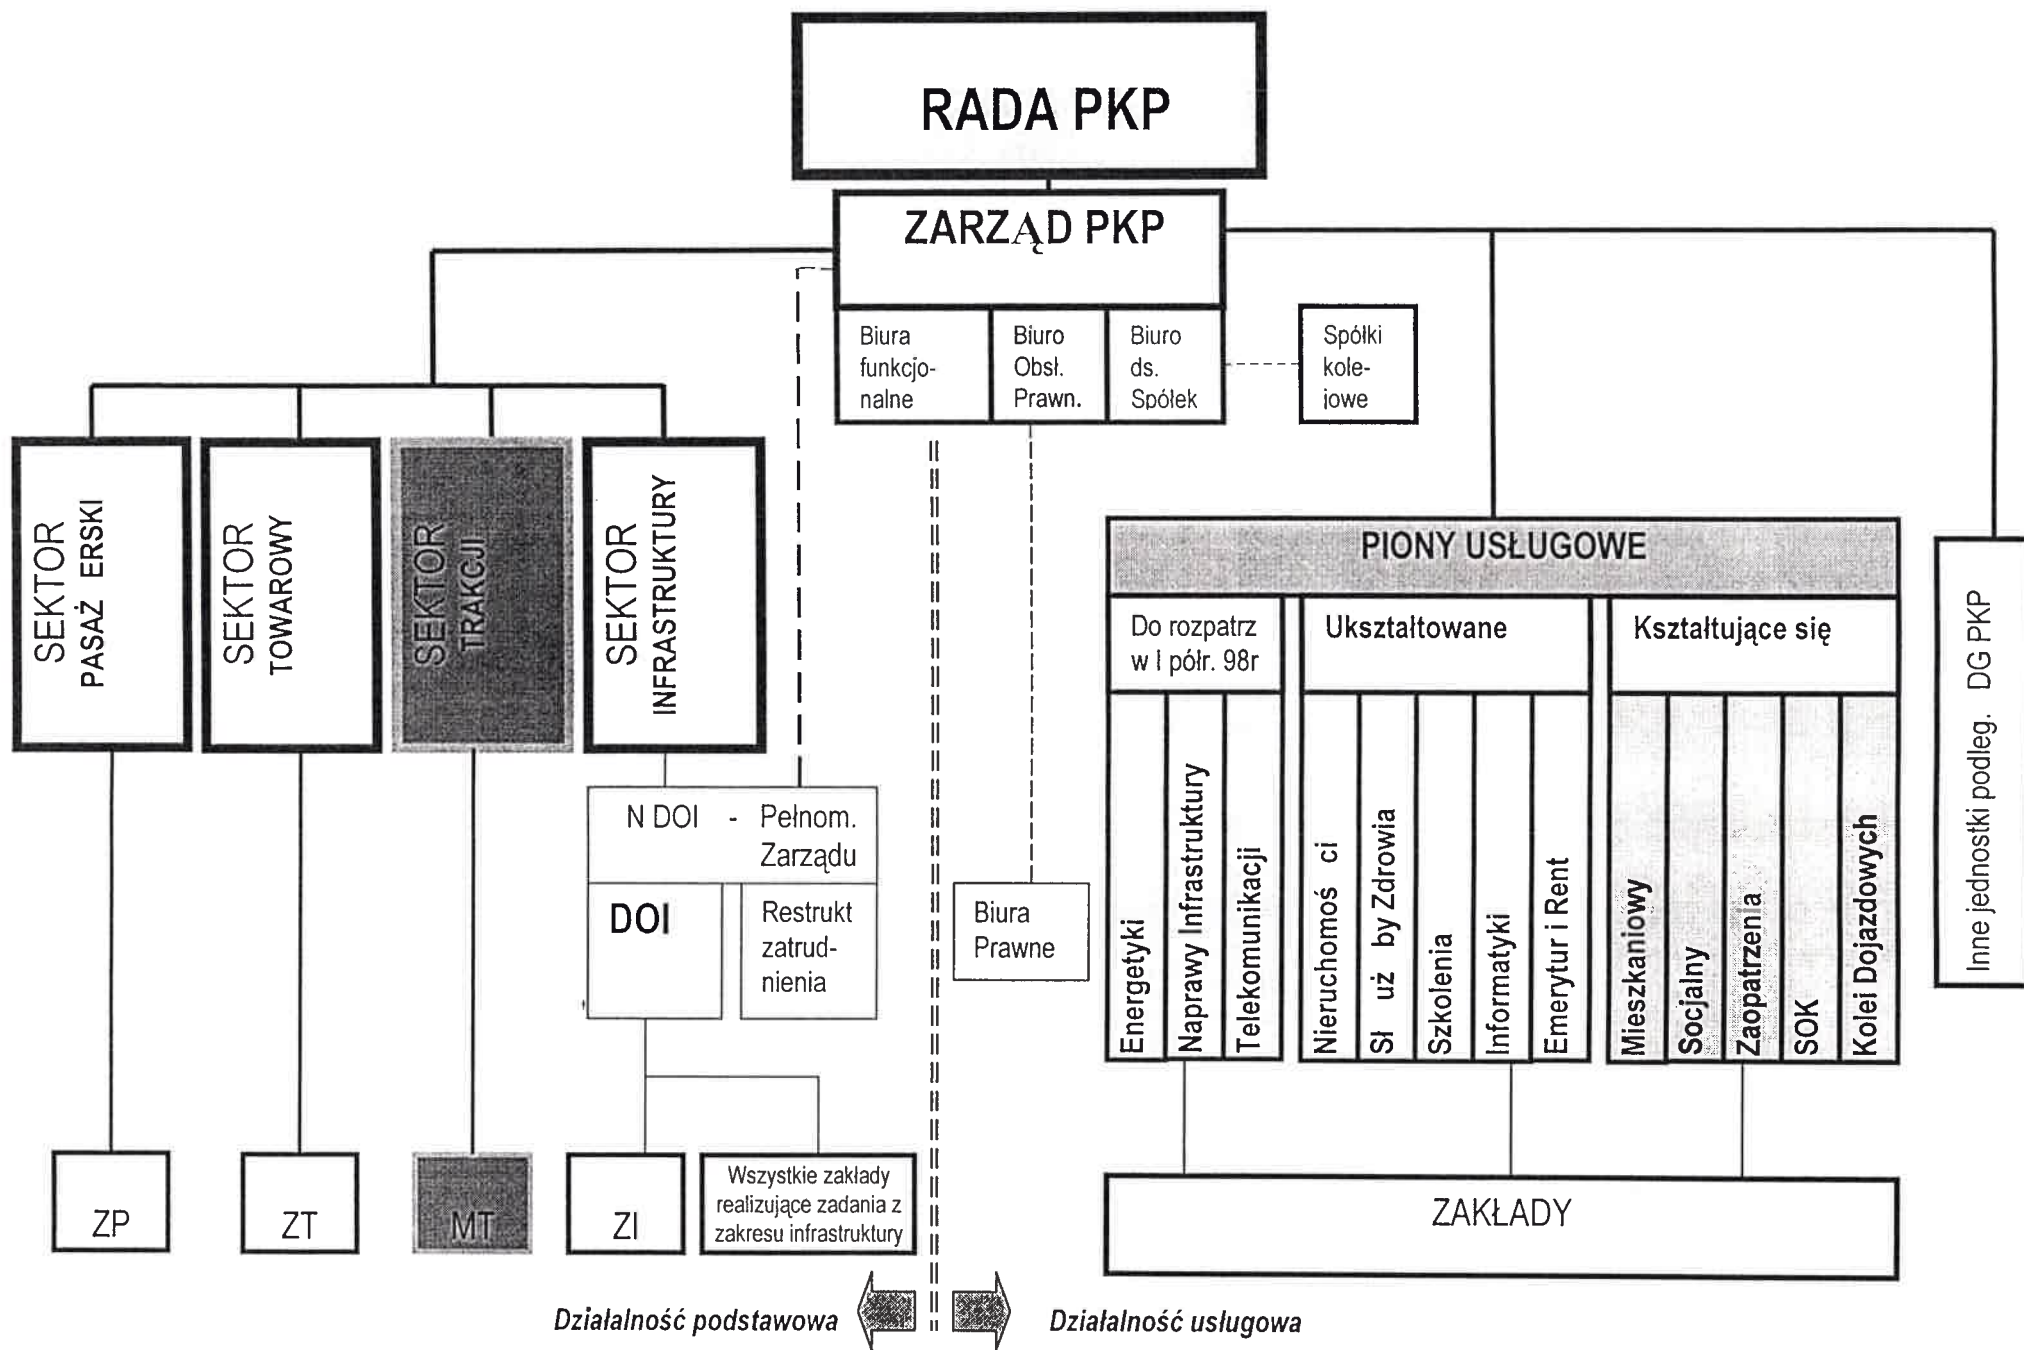 RADA PKP
ZARZĄD PKP
Biura
funkcjo-
nalne
Biuro
Obsł.
Prawn.
Biuro
ds.
Spółek
Spółki
kole-
jowe
SEKTOR
PASAŻ ERSKI
SEKTOR
TOWAROWY
SEKTOR
TRAKCJI
SEKTOR
INFRASTRUKTURY
N DOI - Pełnom.
Zarządu
DOI
Restrukt
zatrud-
nienia
Biura
Prawne
PIONY USŁUGOWE
Do rozpatrz
w I półr. 98r
Ukształtowane
Kształtujące się
Energetyki
Naprawy Infrastruktury
Telekomunikacji
Nieruchomoś ci
Sł uż by Zdrowia
Szkolenia
Informatyki
Emerytur i Rent
Mieszkaniowy
Socjalny
Zaopatrzenia
SOK
Kolei Dojazdowych
Inne jednostki podleg. DG PKP
ZP
ZT
MT
ZI
Wszystkie zakłady
realizujące zadania z
zakresu infrastruktury
ZAKŁADY
Działalność podstawowa
Działalność usługowa